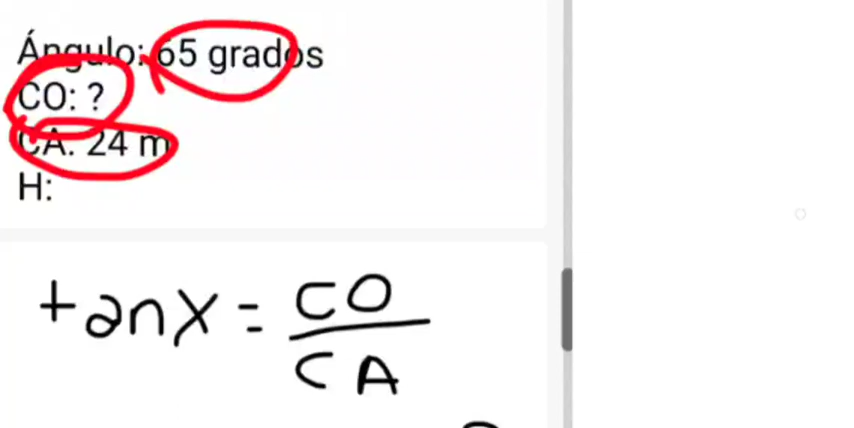 Ángulo: 65 grados
CO: ?
CA: 24 m
H:
tanx = CO
CA